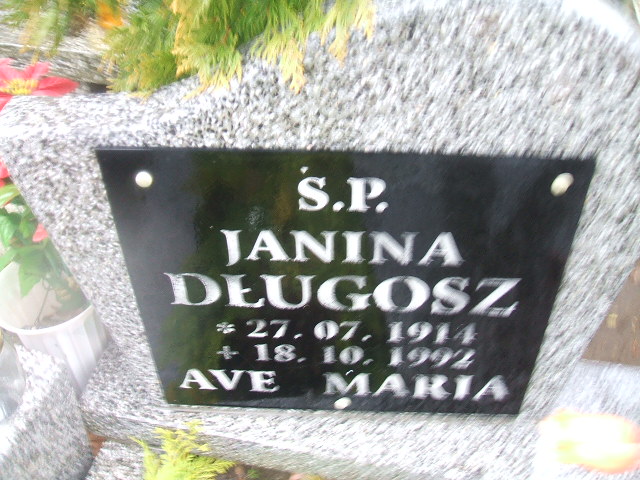 Ś.P.
JANINA
DŁUGOSZ
* 27. 07. 1914
+ 18. 10. 1992
AVE MARIA